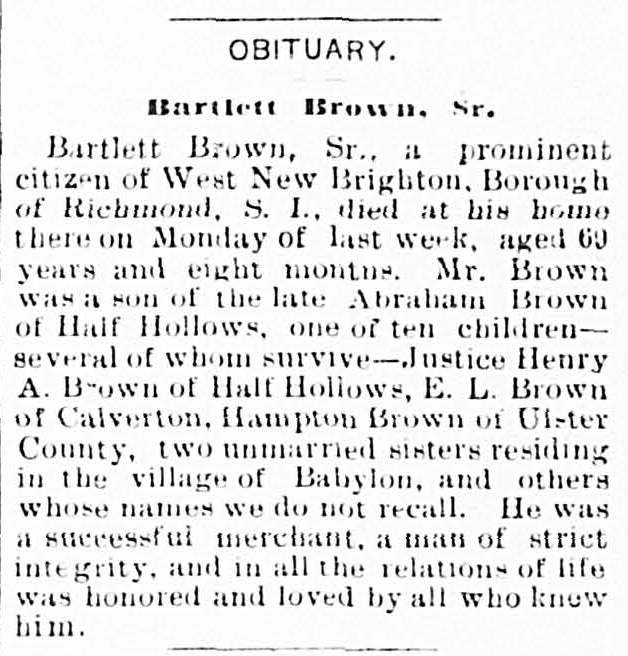 OBITUARY.
Bartlett Brown, Sr.
Bartlett Brown, Sr., a prominent
citizen of West New Brighton, Borough
of Richmond, S. I., died at his home
there on Monday of last week, aged 69
years and eight months. Mr. Brown
was a son of the late Abraham Brown
of Half Hollows, one of ten children—
several of whom survive—Justice Henry
A. Brown of Half Hollows, E. L. Brown
of Calverton, Hampton Brown of Ulster
County, two unmarried sisters residing
in the village of Babylon, and others
whose names we do not recall. He was
a successful merchant, a man of strict
integrity, and in all the relations of life
was honored and loved by all who knew
him.